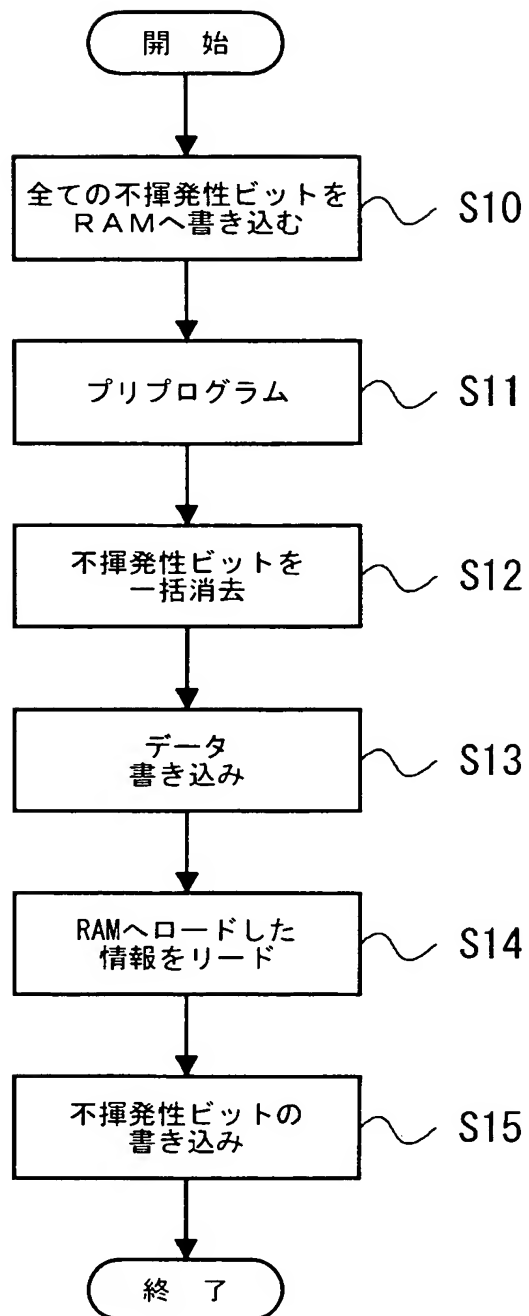 開 始
全ての不揮発性ビットを
RAMへ書き込む
S10
プリプログラム
S11
不揮発性ビットを
一括消去
S12
データ
書き込み
S13
RAMへロードした
情報をリード
S14
不揮発性ビットの
書き込み
S15
終 了